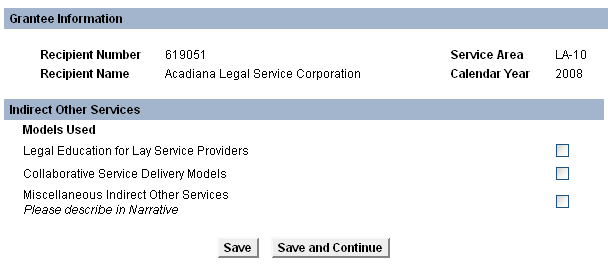 Grantee Information
Recipient Number 619051 Service Area LA-10
Recipient Name Acadiana Legal Service Corporation Calendar Year 2008
Indirect Other Services
Models Used
Legal Education for Lay Service Providers
Collaborative Service Delivery Models
Miscellaneous Indirect Other Services
Please describe in Narrative
Save Save and Continue